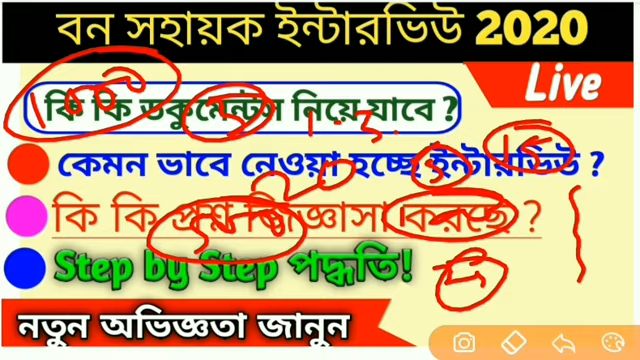 বন সহায়ক ইন্টারভিউ 2020
Live
কি কি ডকুমেন্টস নিয়ে যাবে ?
কেমন ভাবে নেওয়া হচ্ছে ইন্টারভিউ ?
কি কি প্রশ্ন জিজ্ঞাসা করছে ?
Step by Step পদ্ধতি!
নতুন অভিজ্ঞতা জানুন